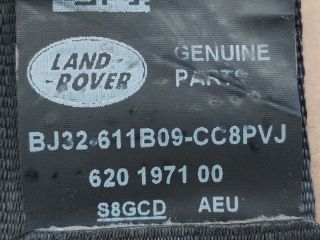 LAND
ROVER
GENUINE
PARTS
BJ32-611B09-CC8PVJ
620 1971 00
S8GCD AEU